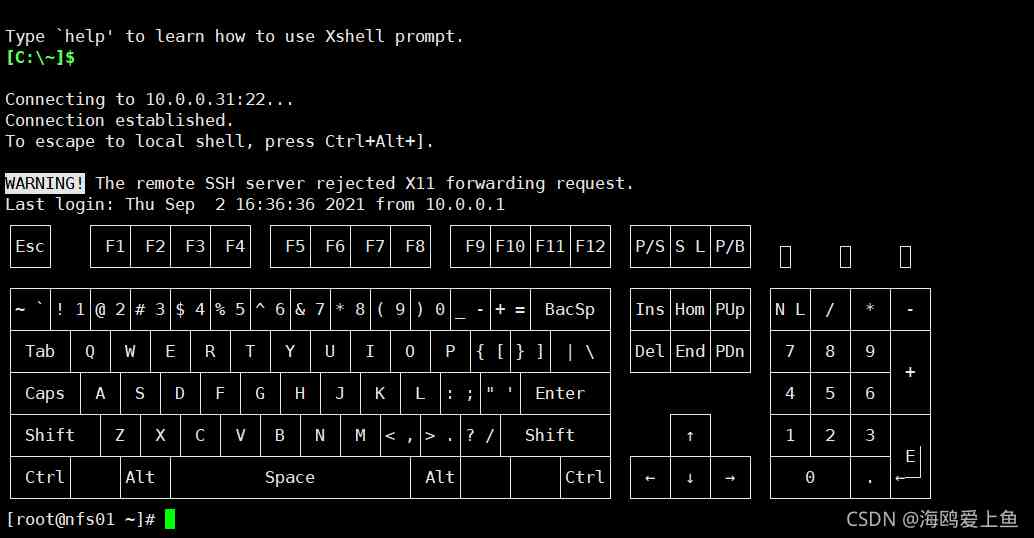 Type `help' to learn how to use Xshell prompt.
[C:\~]$
Connecting to 10.0.0.31:22...
Connection established.
To escape to local shell, press Ctrl+Alt+].
WARNING! The remote SSH server rejected X11 forwarding request.
Last login: Thu Sep  2 16:36:36 2021 from 10.0.0.1
Esc F1 F2 F3 F4 F5 F6 F7 F8 F9 F10 F11 F12 P/S S L P/B
~ ` ! 1 @ 2 # 3 $ 4 % 5 ^ 6 & 7 * 8 ( 9 ) 0 _ - + = BacSp Ins Hom PUp N L / * -
Tab Q W E R T Y U I O P { [ } ] | \ Del End PDn 7 8 9
+
Caps A S D F G H J K L : ; " ' Enter 4 5 6
Shift Z X C V B N M < , > . ? / Shift ↑ 1 2 3
E
Ctrl Alt Space Alt Ctrl ← ↓ → 0 . ←
[root@nfs01 ~]#
CSDN @海鸥爱上鱼